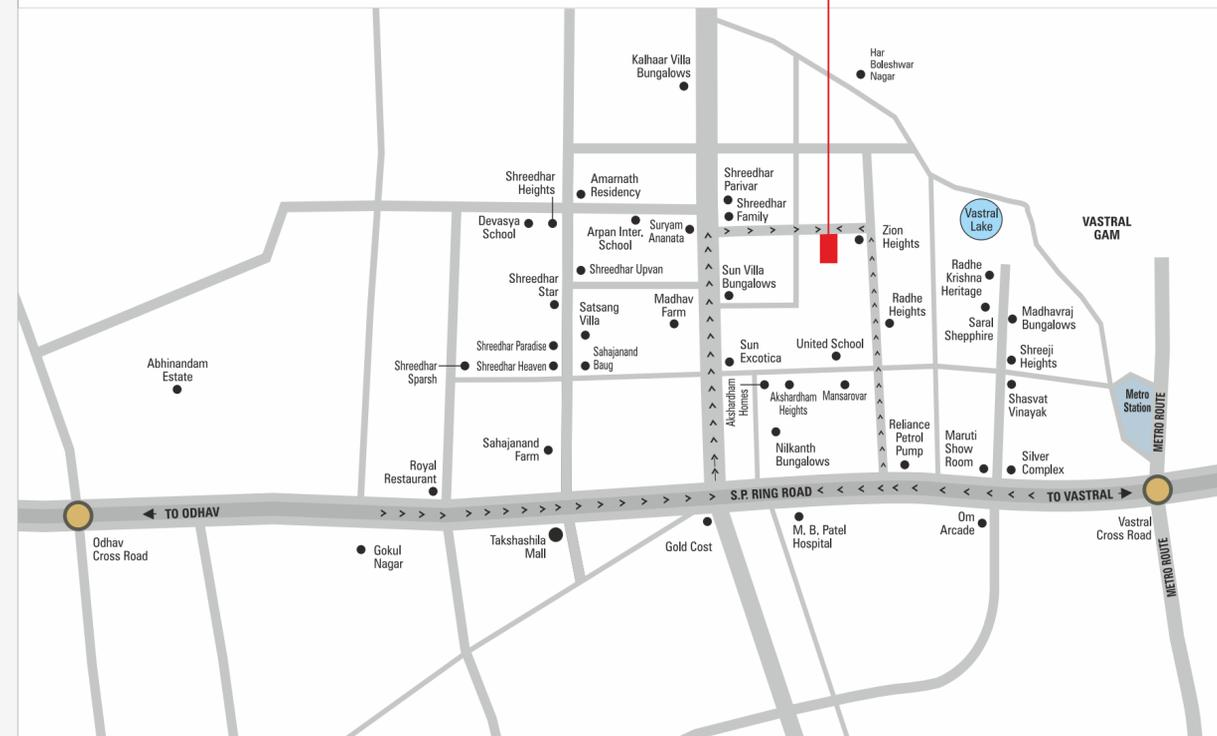 Kalhaar Villa
Bungalows
Har
Boleshwar
Nagar
Shreedhar
Heights
Amarnath
Residency
Shreedhar
Parivar
Shreedhar
Family
Devasya
School
Arpan Inter.
School
Suryam
Ananata
Zion
Heights
Vastral
Lake
VASTRAL
GAM
Shreedhar Upvan
Shreedhar
Star
Sun Villa
Bungalows
Radhe
Krishna
Heritage
Satsang
Villa
Madhav
Farm
Radhe
Heights
Saral
Shepphire
Madhavraj
Bungalows
Shreedhar Paradise
Shreedhar
Sparsh
Shreedhar Heaven
Sahajanand
Baug
Sun
Excotica
United School
Shreeji
Heights
Abhinandam
Estate
Akshardham
Homes
Akshardham
Heights
Mansarovar
Shasvat
Vinayak
Metro
Station
METRO ROUTE
Sahajanand
Farm
Nilkanth
Bungalows
Reliance
Petrol
Pump
Maruti
Show
Room
Silver
Complex
Royal
Restaurant
TO ODHAV
S.P. RING ROAD
TO VASTRAL
Odhav
Cross Road
Gokul
Nagar
Takshashila
Mall
Gold Cost
M. B. Patel
Hospital
Om
Arcade
Vastral
Cross Road
METRO ROUTE